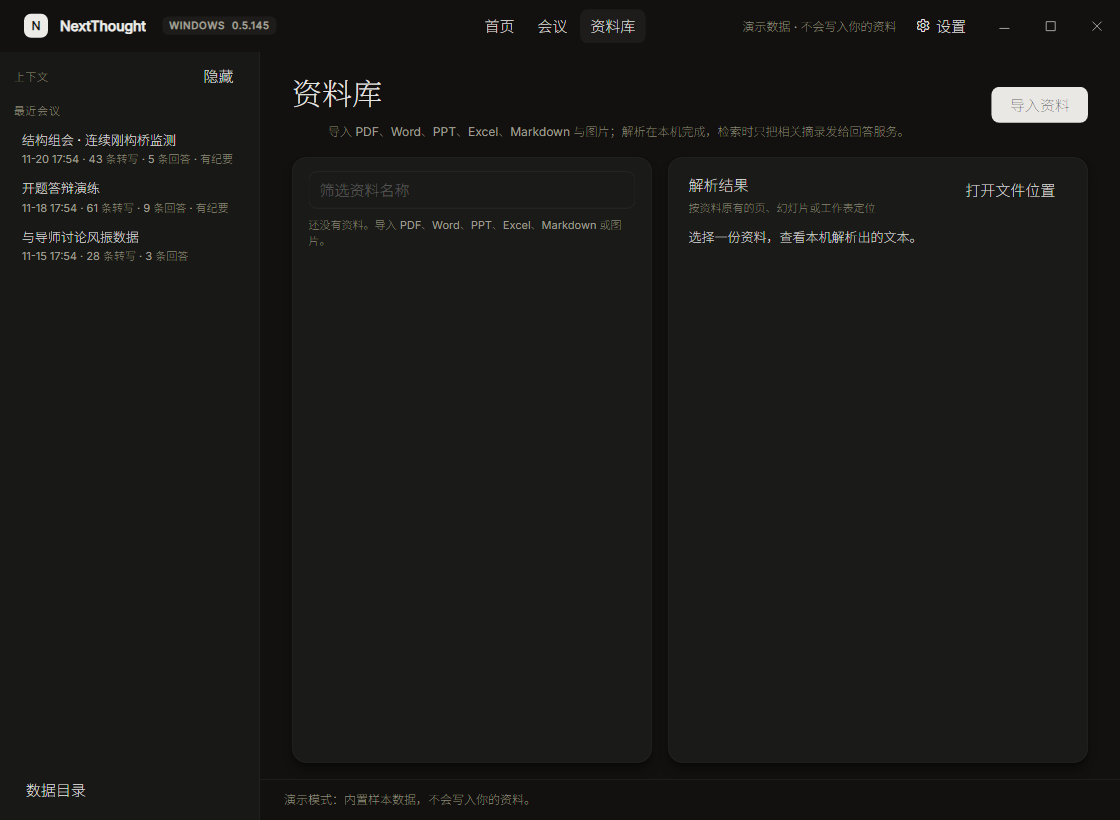 N NextThought WINDOWS 0.5.145 首页 会议 资料库 演示数据 · 不会写入你的资料 设置
上下文 隐藏
最近会议
结构组会 · 连续刚构桥监测
11-20 17:54 · 43 条转写 · 5 条回答 · 有纪要
开题答辩演练
11-18 17:54 · 61 条转写 · 9 条回答 · 有纪要
与导师讨论风振数据
11-15 17:54 · 28 条转写 · 3 条回答
数据目录
资料库
导入资料
导入 PDF、Word、PPT、Excel、Markdown 与图片；解析在本机完成，检索时只把相关摘录发给回答服务。
筛选资料名称
还没有资料。导入 PDF、Word、PPT、Excel、Markdown 或图
片。
解析结果
打开文件位置
按资料原有的页、幻灯片或工作表定位
选择一份资料，查看本机解析出的文本。
演示模式：内置样本数据，不会写入你的资料。